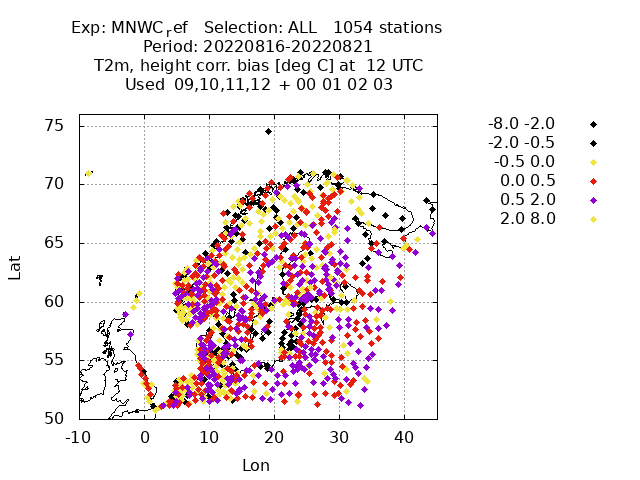 Exp: MNWCref   Selection: ALL   1054 stations
Period: 20220816-20220821
T2m, height corr. bias [deg C] at  12 UTC
Used  09,10,11,12  + 00 01 02 03
-8.0 -2.0
-2.0 -0.5
-0.5 0.0
0.0 0.5
0.5 2.0
2.0 8.0
75
70
65
60
55
50
Lat
-10 0 10 20 30 40
Lon